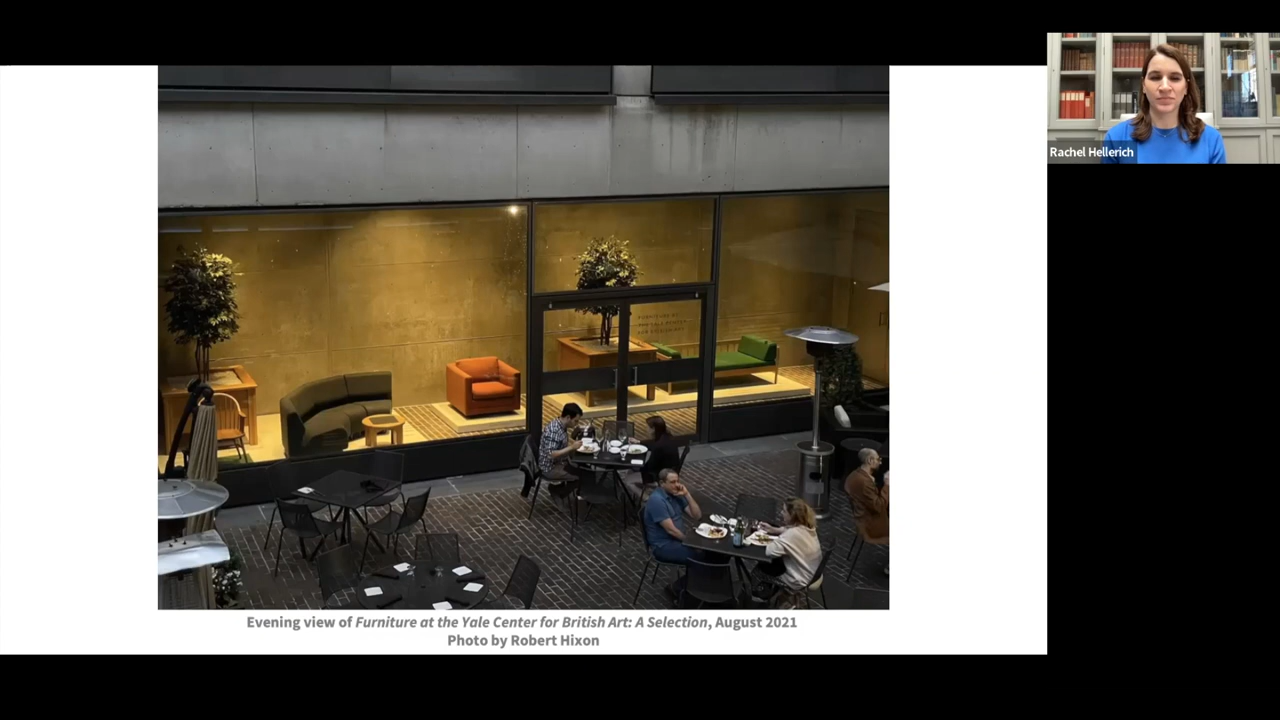 Rachel Hellerich
Evening view of Furniture at the Yale Center for British Art: A Selection, August 2021
Photo by Robert Hixon